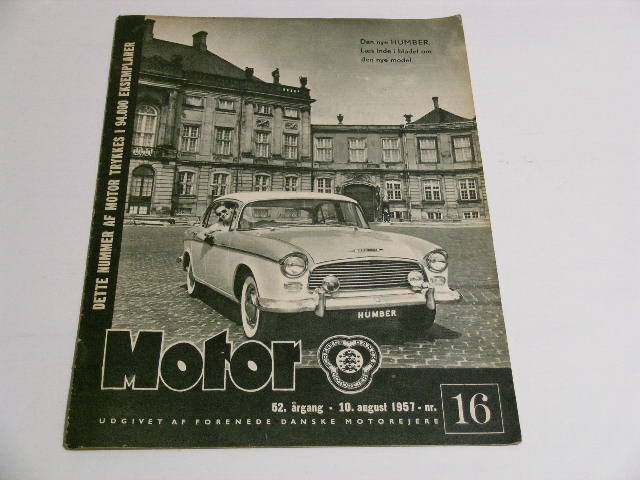 Den nye HUMBER.
Læs inde i bladet om
den nye model.
DETTE NUMMER AF MOTOR TRYKKES I 94.000 EKSEMPLARER
HUMBER
Motor
52. årgang - 10. august 1957 - nr. 16
UDGIVET AF FORENEDE DANSKE MOTOREJERE